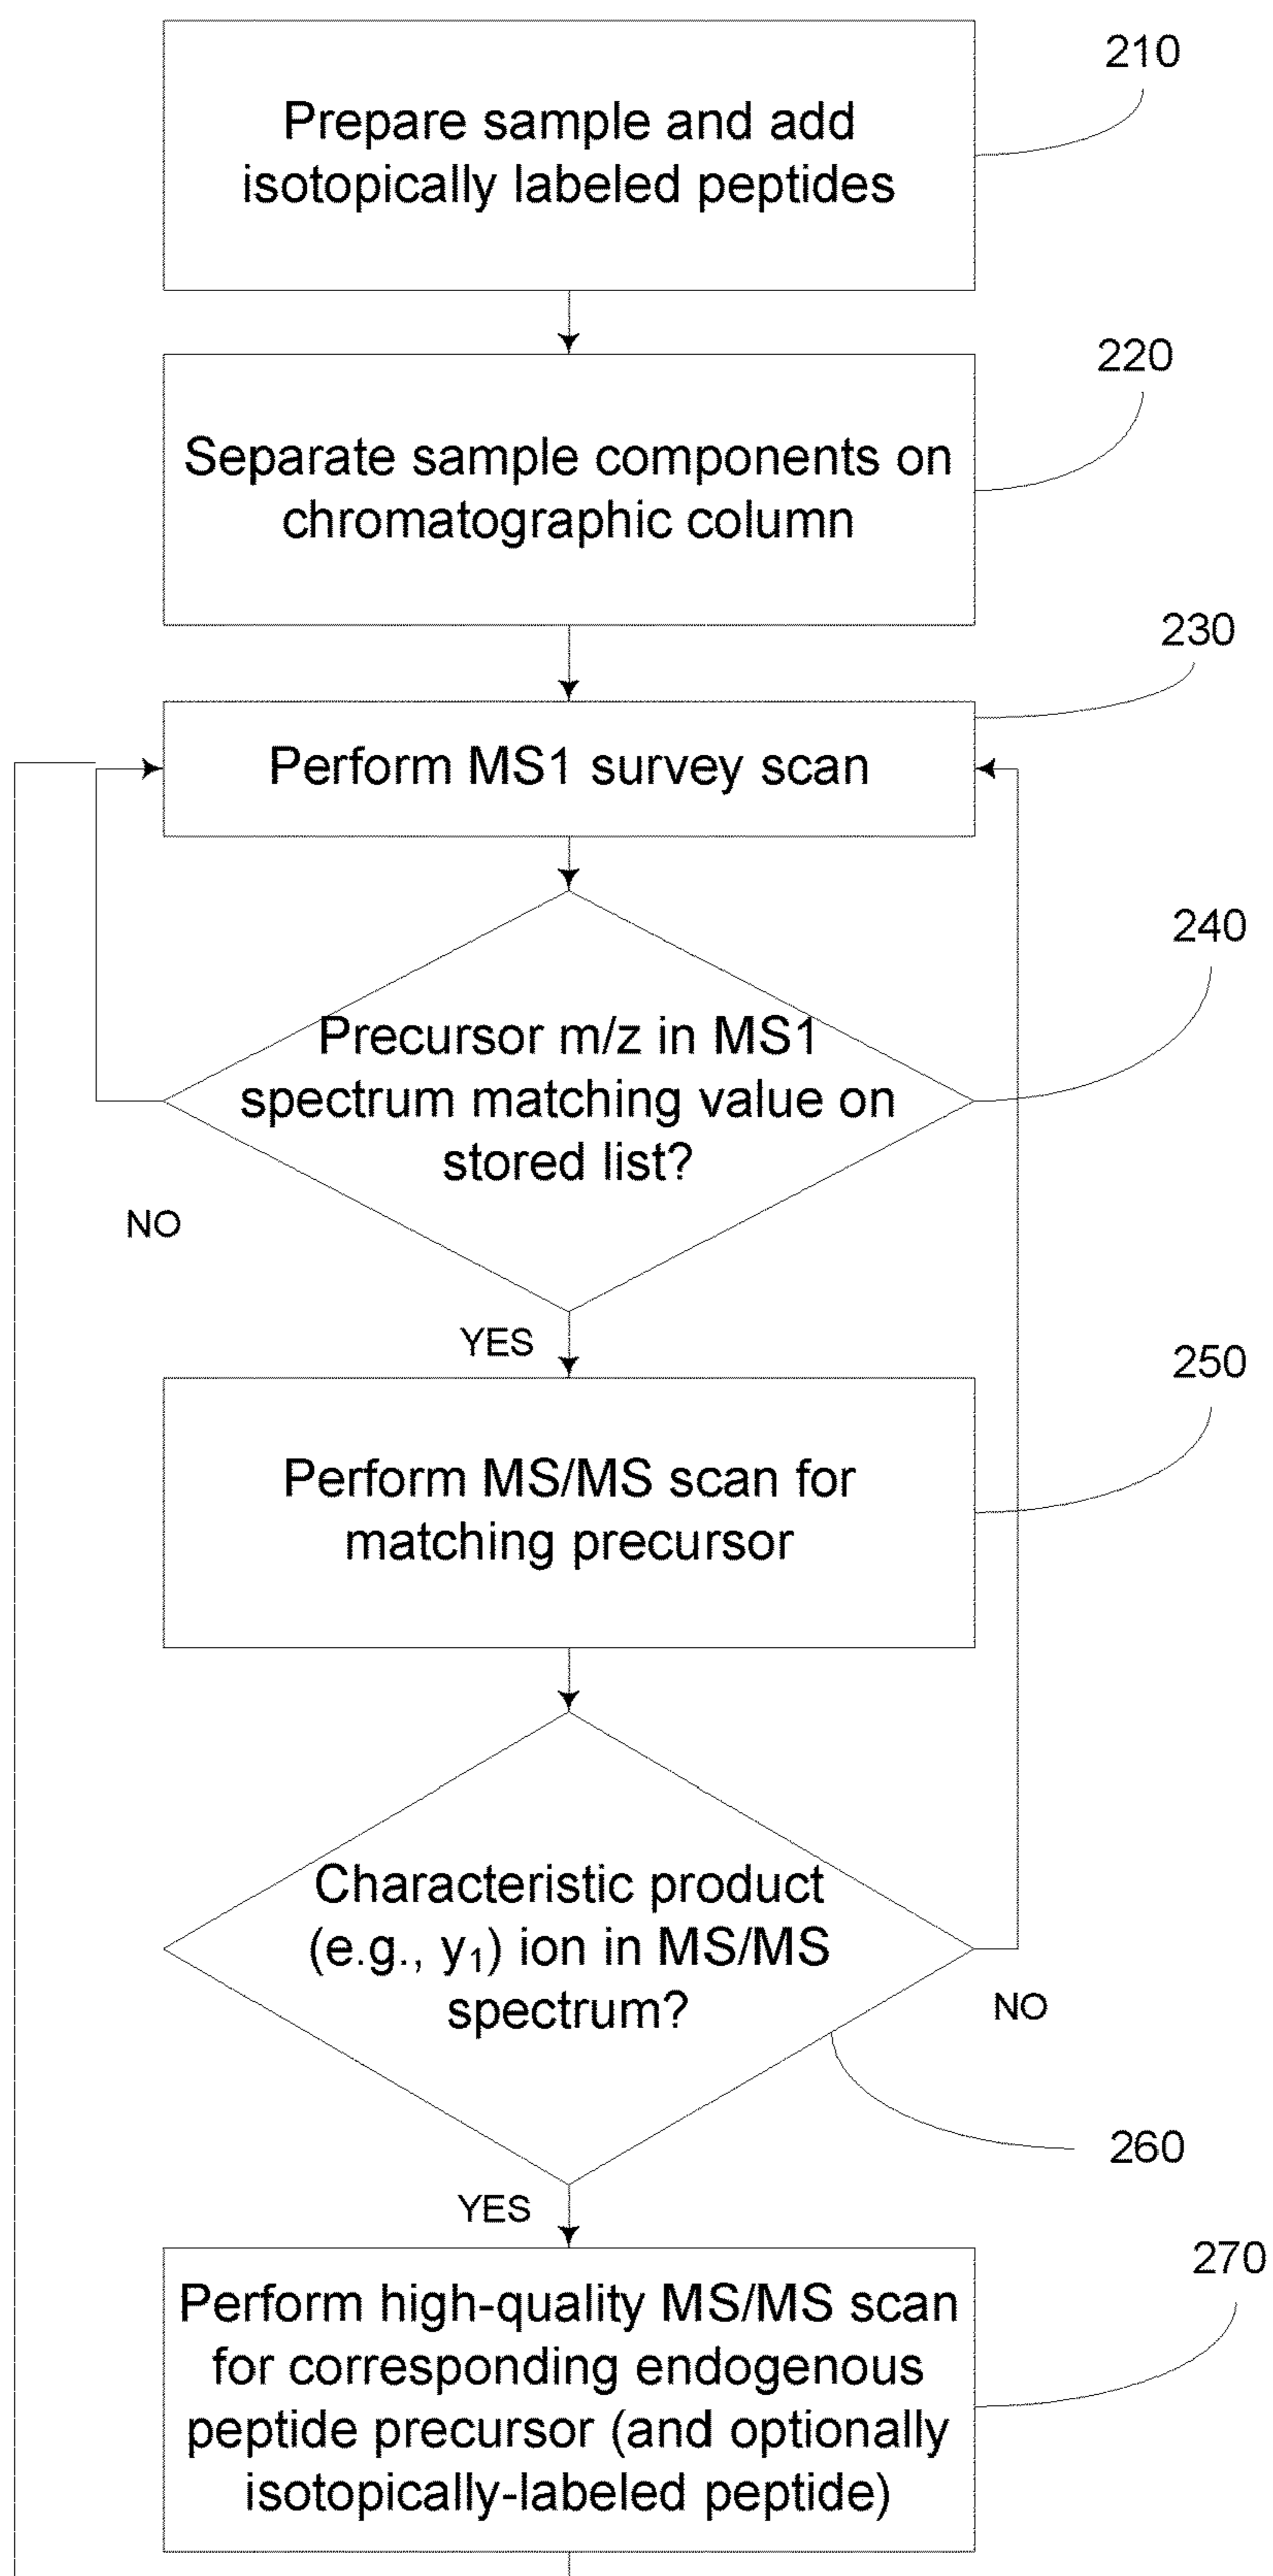 210
Prepare sample and add
isotopically labeled peptides
220
Separate sample components on
chromatographic column
230
Perform MS1 survey scan
240
Precursor m/z in MS1
spectrum matching value on
stored list?
NO
YES
250
Perform MS/MS scan for
matching precursor
Characteristic product
(e.g., y₁) ion in MS/MS
spectrum?
NO
260
YES
270
Perform high-quality MS/MS scan
for corresponding endogenous
peptide precursor (and optionally
isotopically-labeled peptide)